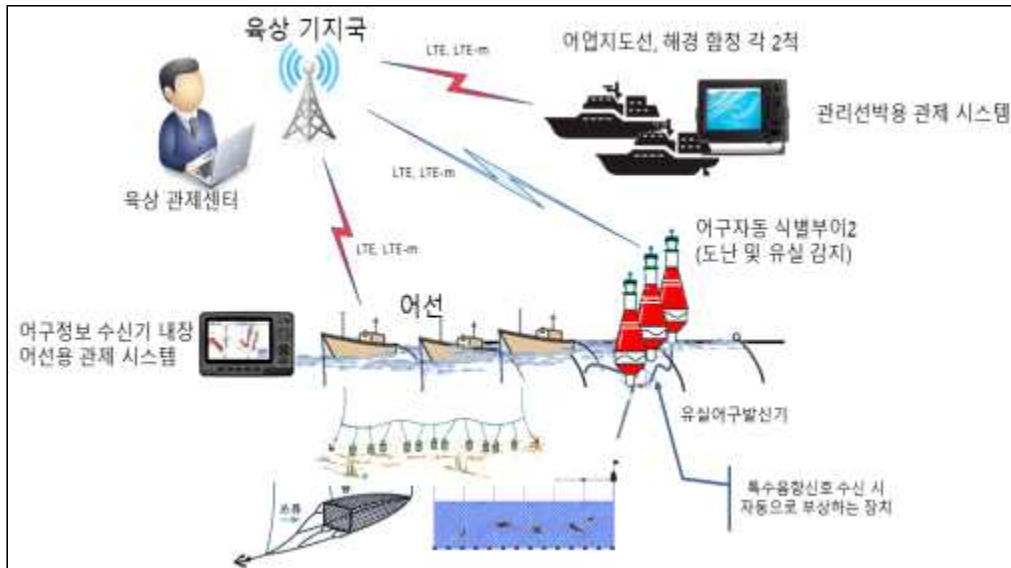 육상 기지국
LTE, LTE-m
어업지도선, 해경 함정 각 2척
관리선박용 관제 시스템
육상 관제센터
LTE, LTE-m
LTE, LTE-m
어구자동 식별부이2
(도난 및 유실 감지)
어선
어구정보 수신기 내장
어선용 관제 시스템
유실어구발신기
특수음향신호 수신 시
자동으로 부상하는 장치
조류